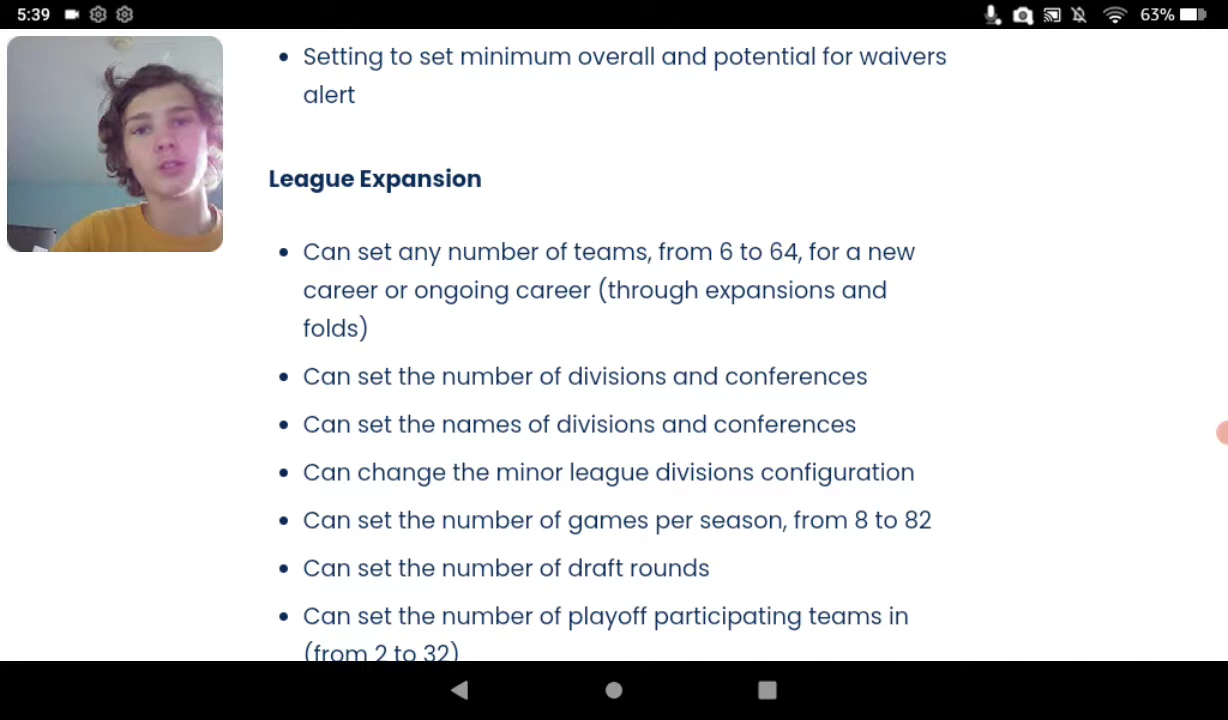 5:39
63%
• Setting to set minimum overall and potential for waivers
alert
League Expansion
• Can set any number of teams, from 6 to 64, for a new
career or ongoing career (through expansions and
folds)
• Can set the number of divisions and conferences
• Can set the names of divisions and conferences
• Can change the minor league divisions configuration
• Can set the number of games per season, from 8 to 82
• Can set the number of draft rounds
• Can set the number of playoff participating teams in
(from 2 to 32)